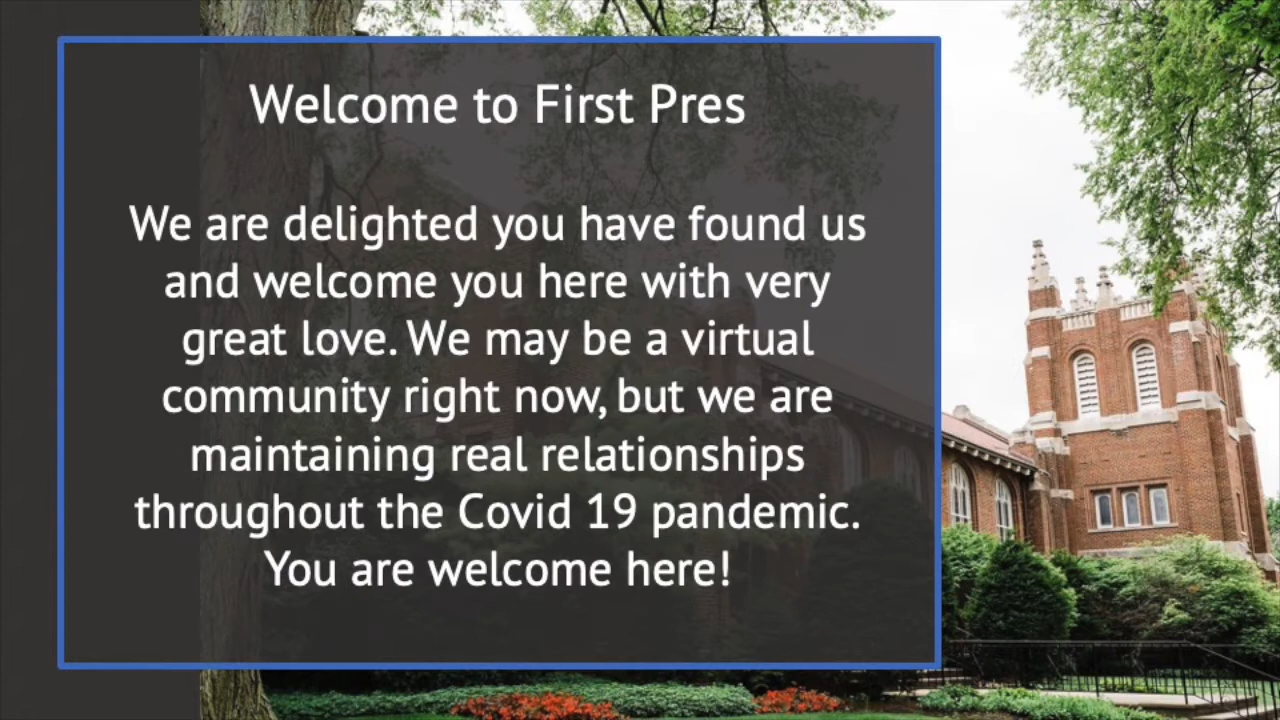 Welcome to First Pres
We are delighted you have found us
and welcome you here with very
great love. We may be a virtual
community right now, but we are
maintaining real relationships
throughout the Covid 19 pandemic.
You are welcome here!